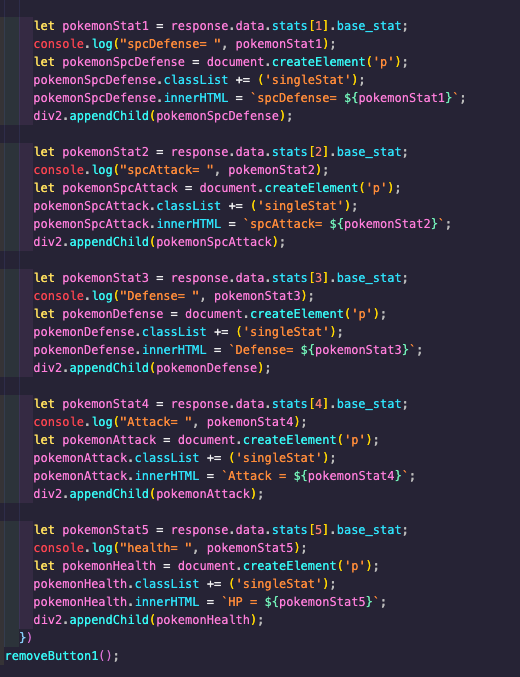 let pokemonStat1 = response.data.stats[1].base_stat;
console.log("spcDefense= ", pokemonStat1);
let pokemonSpcDefense = document.createElement('p');
pokemonSpcDefense.classList += ('singleStat');
pokemonSpcDefense.innerHTML = `spcDefense= ${pokemonStat1}`;
div2.appendChild(pokemonSpcDefense);
let pokemonStat2 = response.data.stats[2].base_stat;
console.log("spcAttack= ", pokemonStat2);
let pokemonSpcAttack = document.createElement('p');
pokemonSpcAttack.classList += ('singleStat');
pokemonSpcAttack.innerHTML = `spcAttack= ${pokemonStat2}`;
div2.appendChild(pokemonSpcAttack);
let pokemonStat3 = response.data.stats[3].base_stat;
console.log("Defense= ", pokemonStat3);
let pokemonDefense = document.createElement('p');
pokemonDefense.classList += ('singleStat');
pokemonDefense.innerHTML = `Defense= ${pokemonStat3}`;
div2.appendChild(pokemonDefense);
let pokemonStat4 = response.data.stats[4].base_stat;
console.log("Attack= ", pokemonStat4);
let pokemonAttack = document.createElement('p');
pokemonAttack.classList += ('singleStat');
pokemonAttack.innerHTML = `Attack = ${pokemonStat4}`;
div2.appendChild(pokemonAttack);
let pokemonStat5 = response.data.stats[5].base_stat;
console.log("health= ", pokemonStat5);
let pokemonHealth = document.createElement('p');
pokemonHealth.classList += ('singleStat');
pokemonHealth.innerHTML = `HP = ${pokemonStat5}`;
div2.appendChild(pokemonHealth);
})
removeButton1();